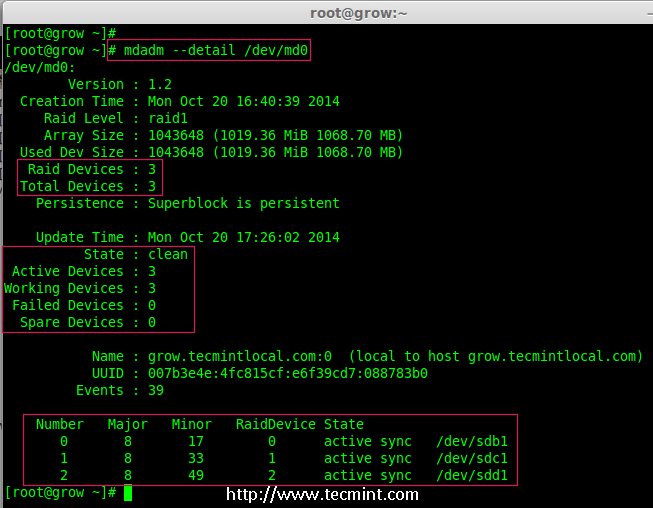 root@grow:~
[root@grow ~]#
[root@grow ~]# mdadm --detail /dev/md0
/dev/md0:
Version : 1.2
Creation Time : Mon Oct 20 16:40:39 2014
Raid Level : raid1
Array Size : 1043648 (1019.36 MiB 1068.70 MB)
Used Dev Size : 1043648 (1019.36 MiB 1068.70 MB)
Raid Devices : 3
Total Devices : 3
Persistence : Superblock is persistent
Update Time : Mon Oct 20 17:26:02 2014
State : clean
Active Devices : 3
Working Devices : 3
Failed Devices : 0
Spare Devices : 0
Name : grow.tecmintlocal.com:0 (local to host grow.tecmintlocal.com)
UUID : 007b3e4e:4fc815cf:e6f39cd7:088783b0
Events : 39
Number Major Minor RaidDevice State
0 8 17 0 active sync /dev/sdb1
1 8 33 1 active sync /dev/sdc1
2 8 49 2 active sync /dev/sdd1
[root@grow ~]#
http://www.tecmint.com